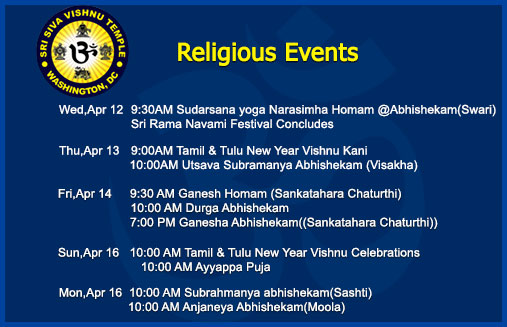 SRI SIVA VISHNU TEMPLE
WASHINGTON, DC
ॐ
Religious Events
Wed,Apr 12 9:30AM Sudarsana yoga Narasimha Homam @Abhishekam(Swari)
Sri Rama Navami Festival Concludes
Thu,Apr 13 9:00AM Tamil & Tulu New Year Vishnu Kani
10:00AM Utsava Subramanya Abhishekam (Visakha)
Fri,Apr 14 9:30 AM Ganesh Homam (Sankatahara Chaturthi)
10:00 AM Durga Abhishekam
7:00 PM Ganesha Abhishekam((Sankatahara Chaturthi))
Sun,Apr 16 10:00 AM Tamil & Tulu New Year Vishnu Celebrations
10:00 AM Ayyappa Puja
Mon,Apr 16 10:00 AM Subrahmanya abhishekam(Sashti)
10:00 AM Anjaneya Abhishekam(Moola)